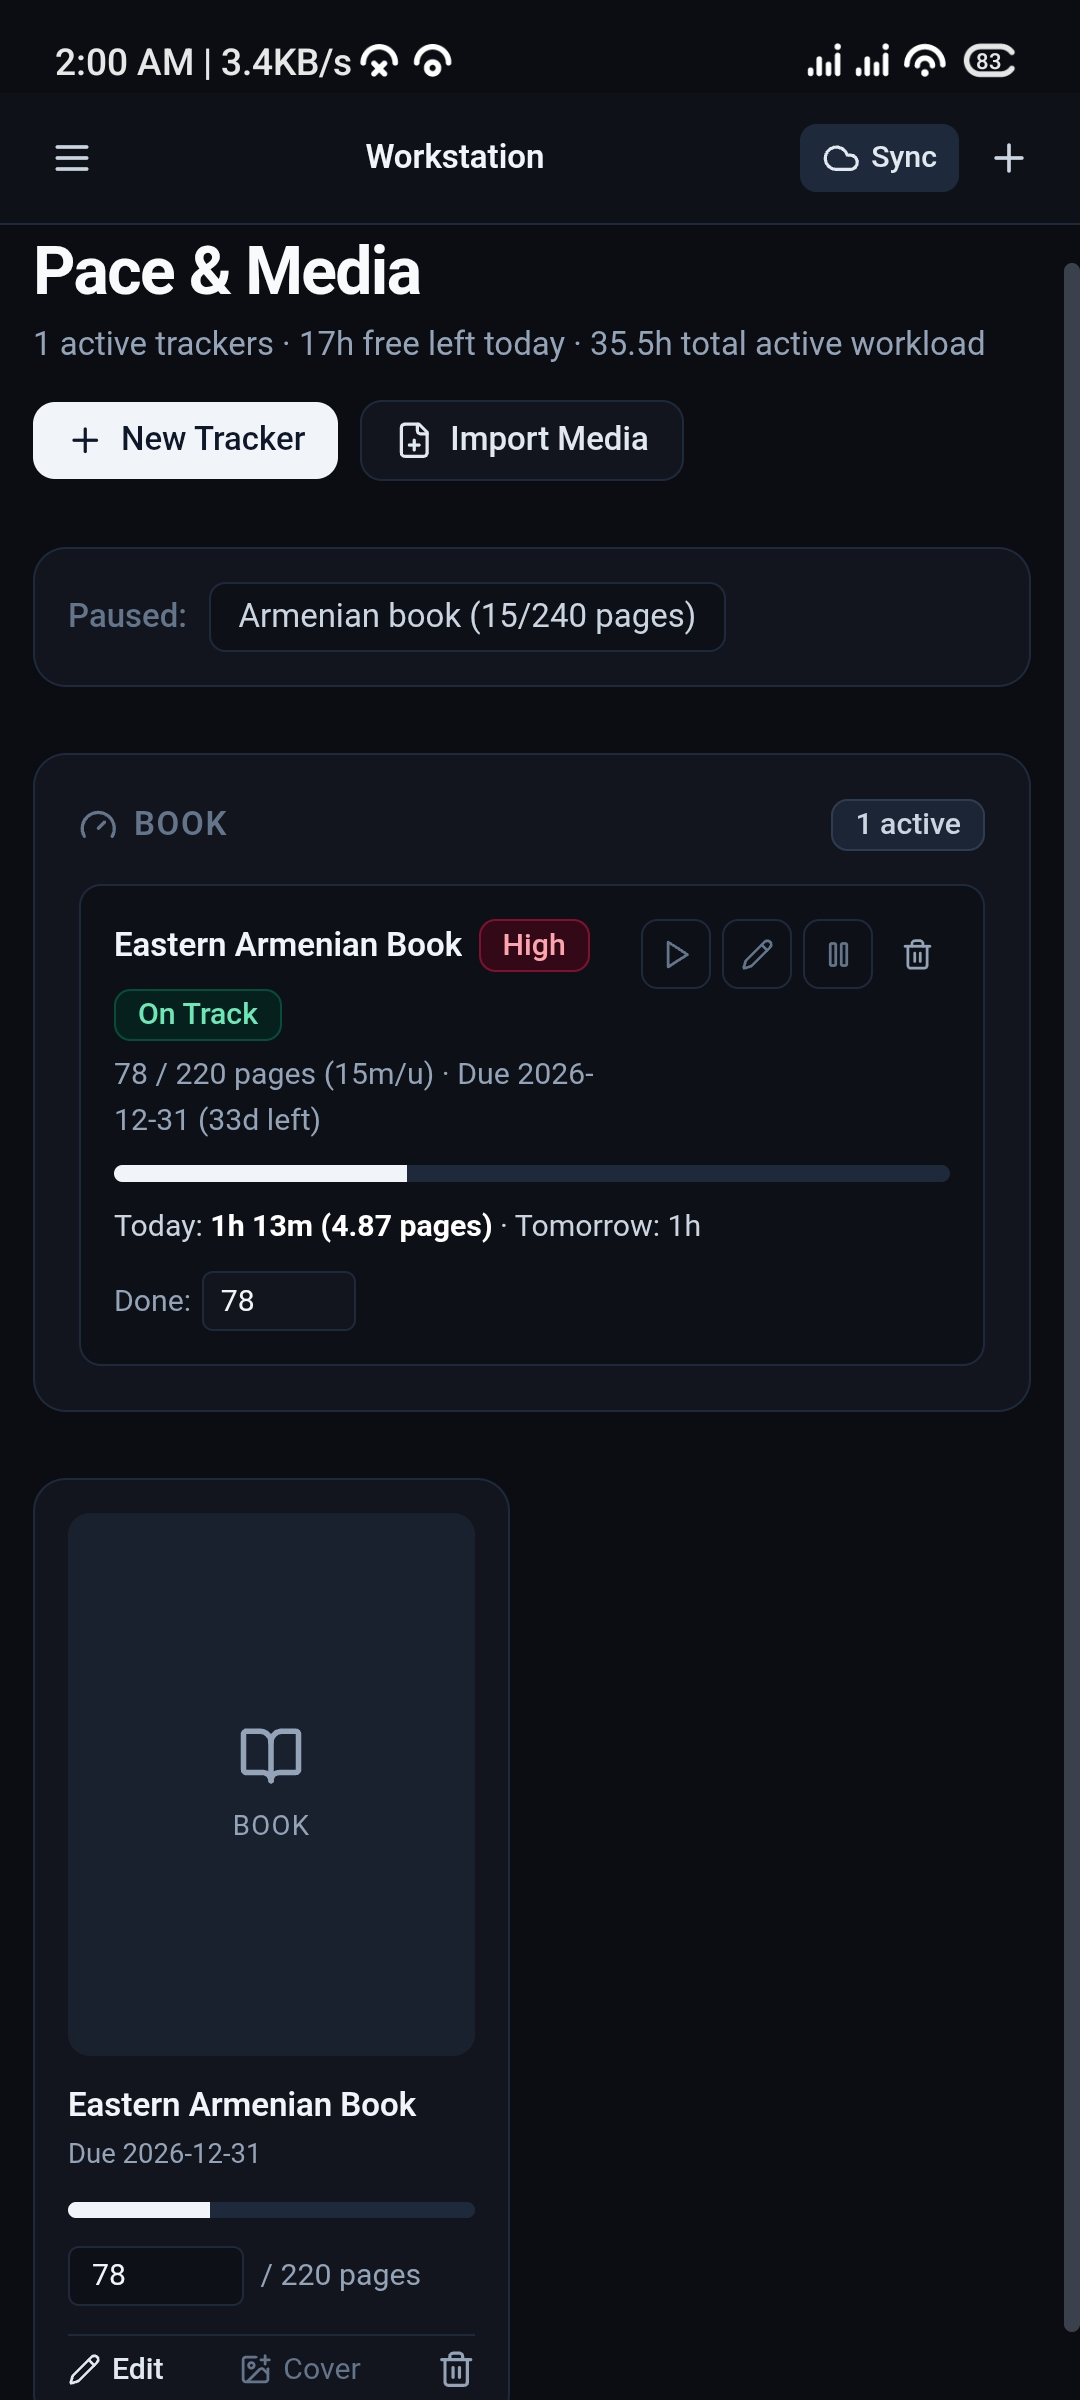 2:00 AM | 3.4KB/s
83
Workstation
Sync
Pace & Media
1 active trackers · 17h free left today · 35.5h total active workload
New Tracker
Import Media
Paused: Armenian book (15/240 pages)
BOOK
1 active
Eastern Armenian Book High
On Track
78 / 220 pages (15m/u) · Due 2026-
12-31 (33d left)
Today: 1h 13m (4.87 pages) · Tomorrow: 1h
Done: 78
BOOK
Eastern Armenian Book
Due 2026-12-31
78 / 220 pages
Edit Cover